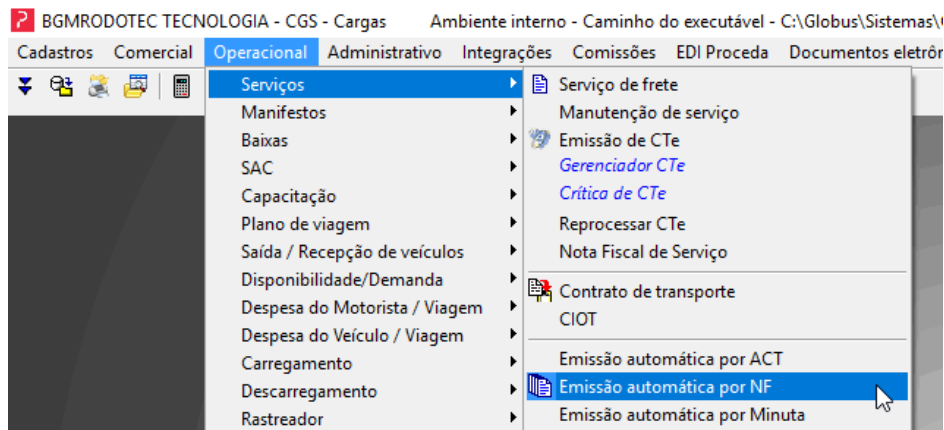 BGMRODOTEC TECNOLOGIA - CGS - Cargas Ambiente interno - Caminho do executável - C:\Globus\Sistemas\
Cadastros Comercial Operacional Administrativo Integrações Comissões EDI Proceda Documentos eletrôn
Serviços
Manifestos
Baixas
SAC
Capacitação
Plano de viagem
Saída / Recepção de veículos
Disponibilidade/Demanda
Despesa do Motorista / Viagem
Despesa do Veículo / Viagem
Carregamento
Descarregamento
Rastreador
Serviço de frete
Manutenção de serviço
Emissão de CTe
Gerenciador CTe
Crítica de CTe
Reprocessar CTe
Nota Fiscal de Serviço
Contrato de transporte
CIOT
Emissão automática por ACT
Emissão automática por NF
Emissão automática por Minuta